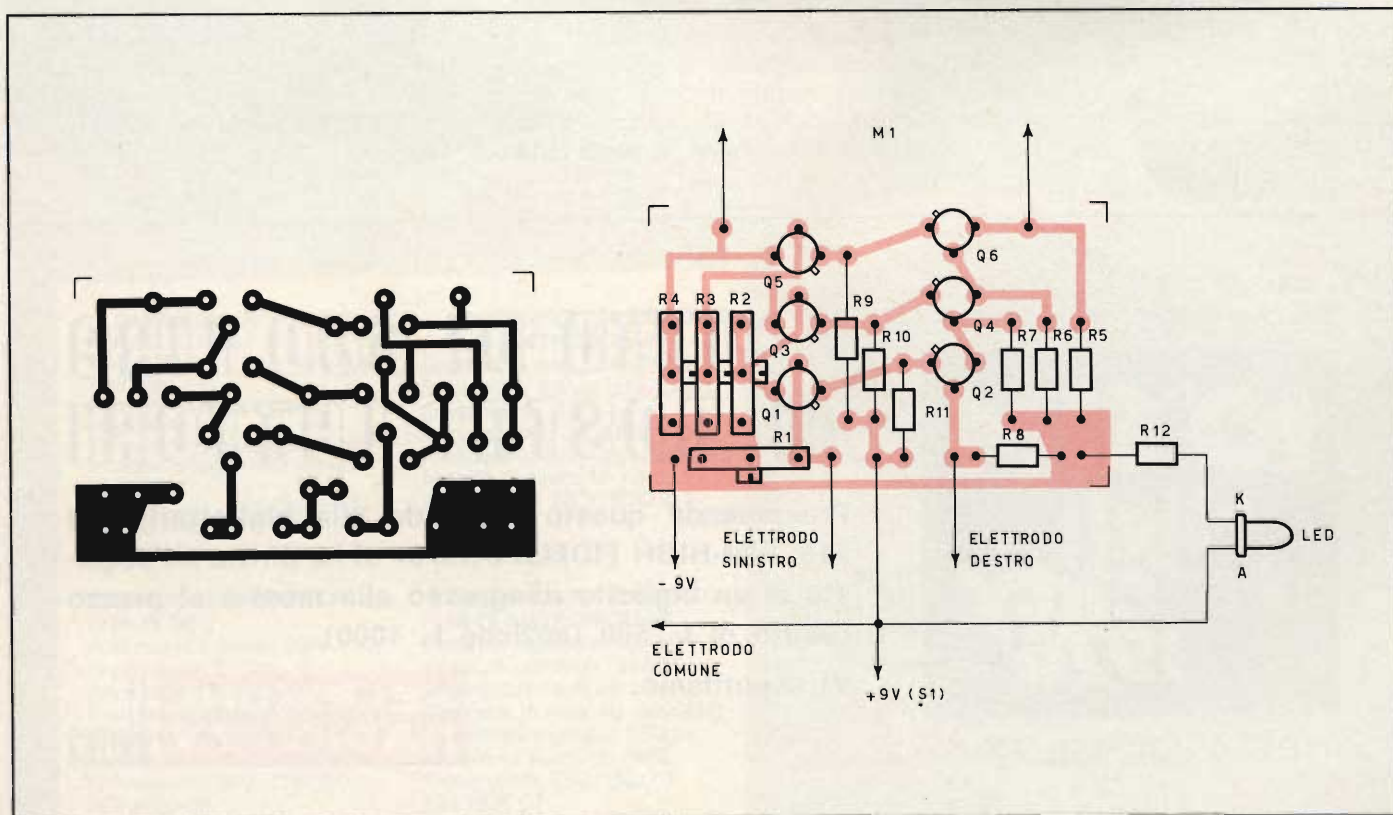 M1
Q6
Q5
R4
R3
R2
R9
Q4
Q3
R10
R7
R6
R5
Q1
R11
Q2
R1
R8
R12
K
LED
A
ELETTRODO
SINISTRO
ELETTRODO
DESTRO
- 9V
ELETTRODO
COMUNE
+9V (S1)